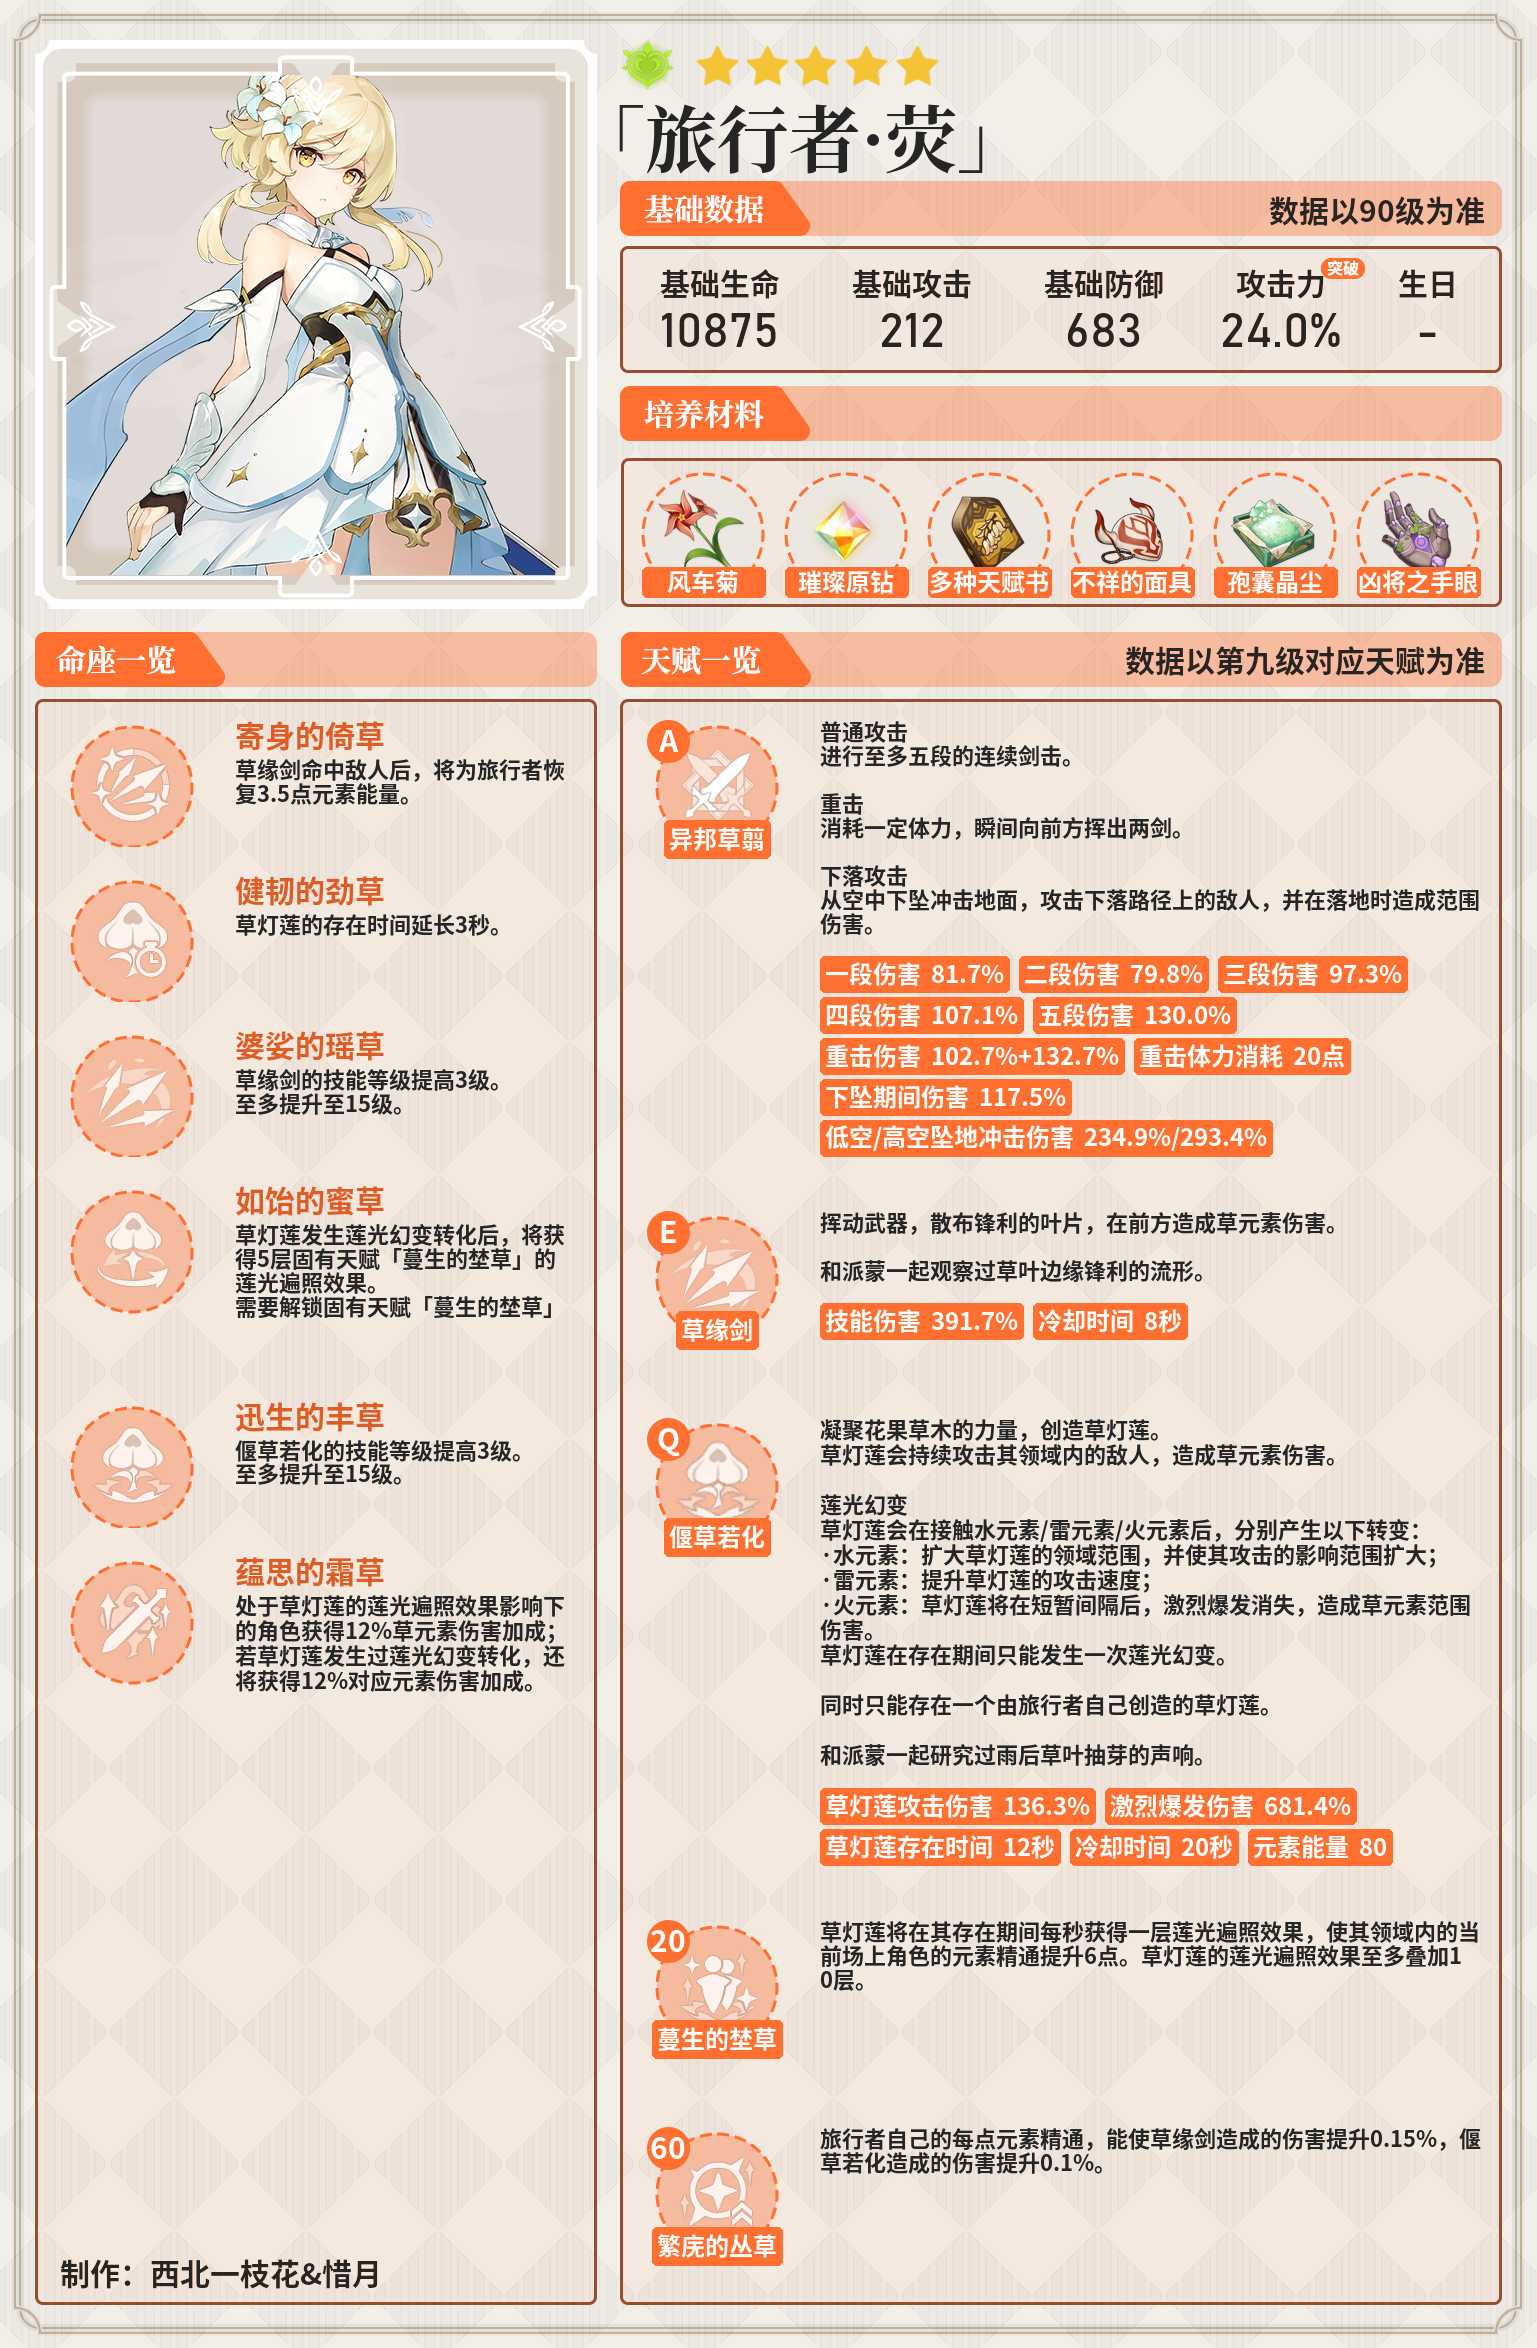 「旅行者·荧」
基础数据
数据以90级为准
基础生命
10875
基础攻击
212
基础防御
683
攻击力
突破
24.0%
生日
-
培养材料
风车菊
璀璨原钻
多种天赋书
不祥的面具
孢囊晶尘
凶将之手眼
命座一览
寄身的倚草
草缘剑命中敌人后，将为旅行者恢
复3.5点元素能量。
健韧的劲草
草灯莲的存在时间延长3秒。
婆娑的瑶草
草缘剑的技能等级提高3级。
至多提升至15级。
如饴的蜜草
草灯莲发生莲光幻变转化后，将获
得5层固有天赋「蔓生的埜草」的
莲光遍照效果。
需要解锁固有天赋「蔓生的埜草」
迅生的丰草
偃草若化的技能等级提高3级。
至多提升至15级。
蕴思的霜草
处于草灯莲的莲光遍照效果影响下
的角色获得12%草元素伤害加成；
若草灯莲发生过莲光幻变转化，还
将获得12%对应元素伤害加成。
制作：西北一枝花&惜月
天赋一览
数据以第九级对应天赋为准
A
异邦草翦
普通攻击
进行至多五段的连续剑击。
重击
消耗一定体力，瞬间向前方挥出两剑。
下落攻击
从空中下坠冲击地面，攻击下落路径上的敌人，并在落地时造成范围
伤害。
一段伤害 81.7% 二段伤害 79.8% 三段伤害 97.3%
四段伤害 107.1% 五段伤害 130.0%
重击伤害 102.7%+132.7% 重击体力消耗 20点
下坠期间伤害 117.5%
低空/高空坠地冲击伤害 234.9%/293.4%
E
草缘剑
挥动武器，散布锋利的叶片，在前方造成草元素伤害。
和派蒙一起观察过草叶边缘锋利的流形。
技能伤害 391.7% 冷却时间 8秒
Q
偃草若化
凝聚花果草木的力量，创造草灯莲。
草灯莲会持续攻击其领域内的敌人，造成草元素伤害。
莲光幻变
草灯莲会在接触水元素/雷元素/火元素后，分别产生以下转变：
·水元素：扩大草灯莲的领域范围，并使其攻击的影响范围扩大；
·雷元素：提升草灯莲的攻击速度；
·火元素：草灯莲将在短暂间隔后，激烈爆发消失，造成草元素范围
伤害。
草灯莲在存在期间只能发生一次莲光幻变。
同时只能存在一个由旅行者自己创造的草灯莲。
和派蒙一起研究过雨后草叶抽芽的声响。
草灯莲攻击伤害 136.3% 激烈爆发伤害 681.4%
草灯莲存在时间 12秒 冷却时间 20秒 元素能量 80
20
蔓生的埜草
草灯莲将在其存在期间每秒获得一层莲光遍照效果，使其领域内的当
前场上角色的元素精通提升6点。草灯莲的莲光遍照效果至多叠加1
0层。
60
繁庑的丛草
旅行者自己的每点元素精通，能使草缘剑造成的伤害提升0.15%，偃
草若化造成的伤害提升0.1%。